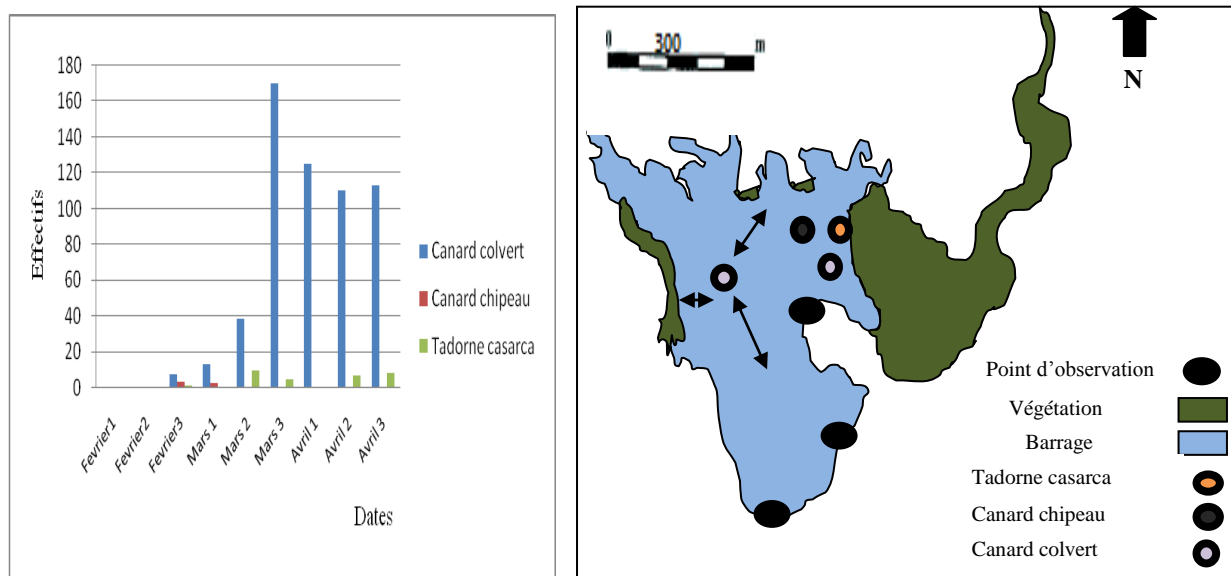 180
160
140
120
100
80
60
40
20
0
Effectifs
Fevrier1
Fevrier2
Fevrier3
Mars 1
Mars 2
Mars 3
Avril 1
Avril 2
Avril 3
Dates
Canard colvert
Canard chipeau
Tadorne casarca
0 300 m
N
Point d’observation
Végétation
Barrage
Tadorne casarca
Canard chipeau
Canard colvert